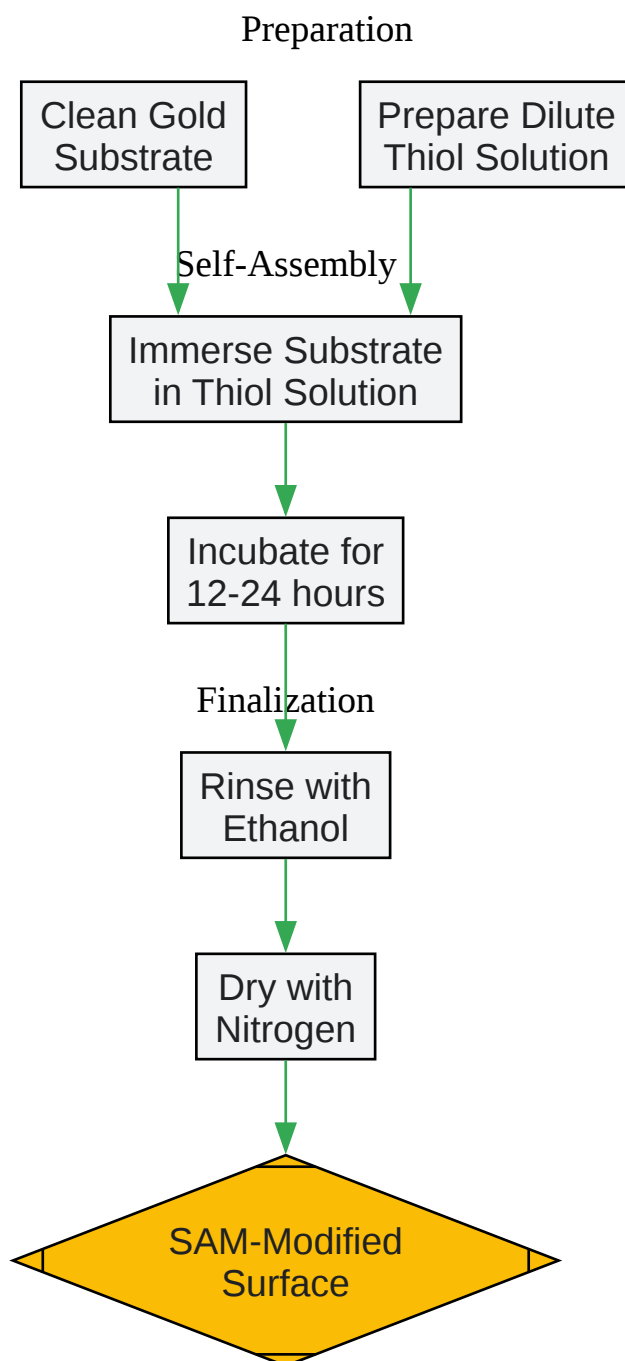 Preparation
Clean Gold
Substrate
Prepare Dilute
Thiol Solution
Self-Assembly
Immerse Substrate
in Thiol Solution
Incubate for
12-24 hours
Finalization
Rinse with
Ethanol
Dry with
Nitrogen
SAM-Modified
Surface